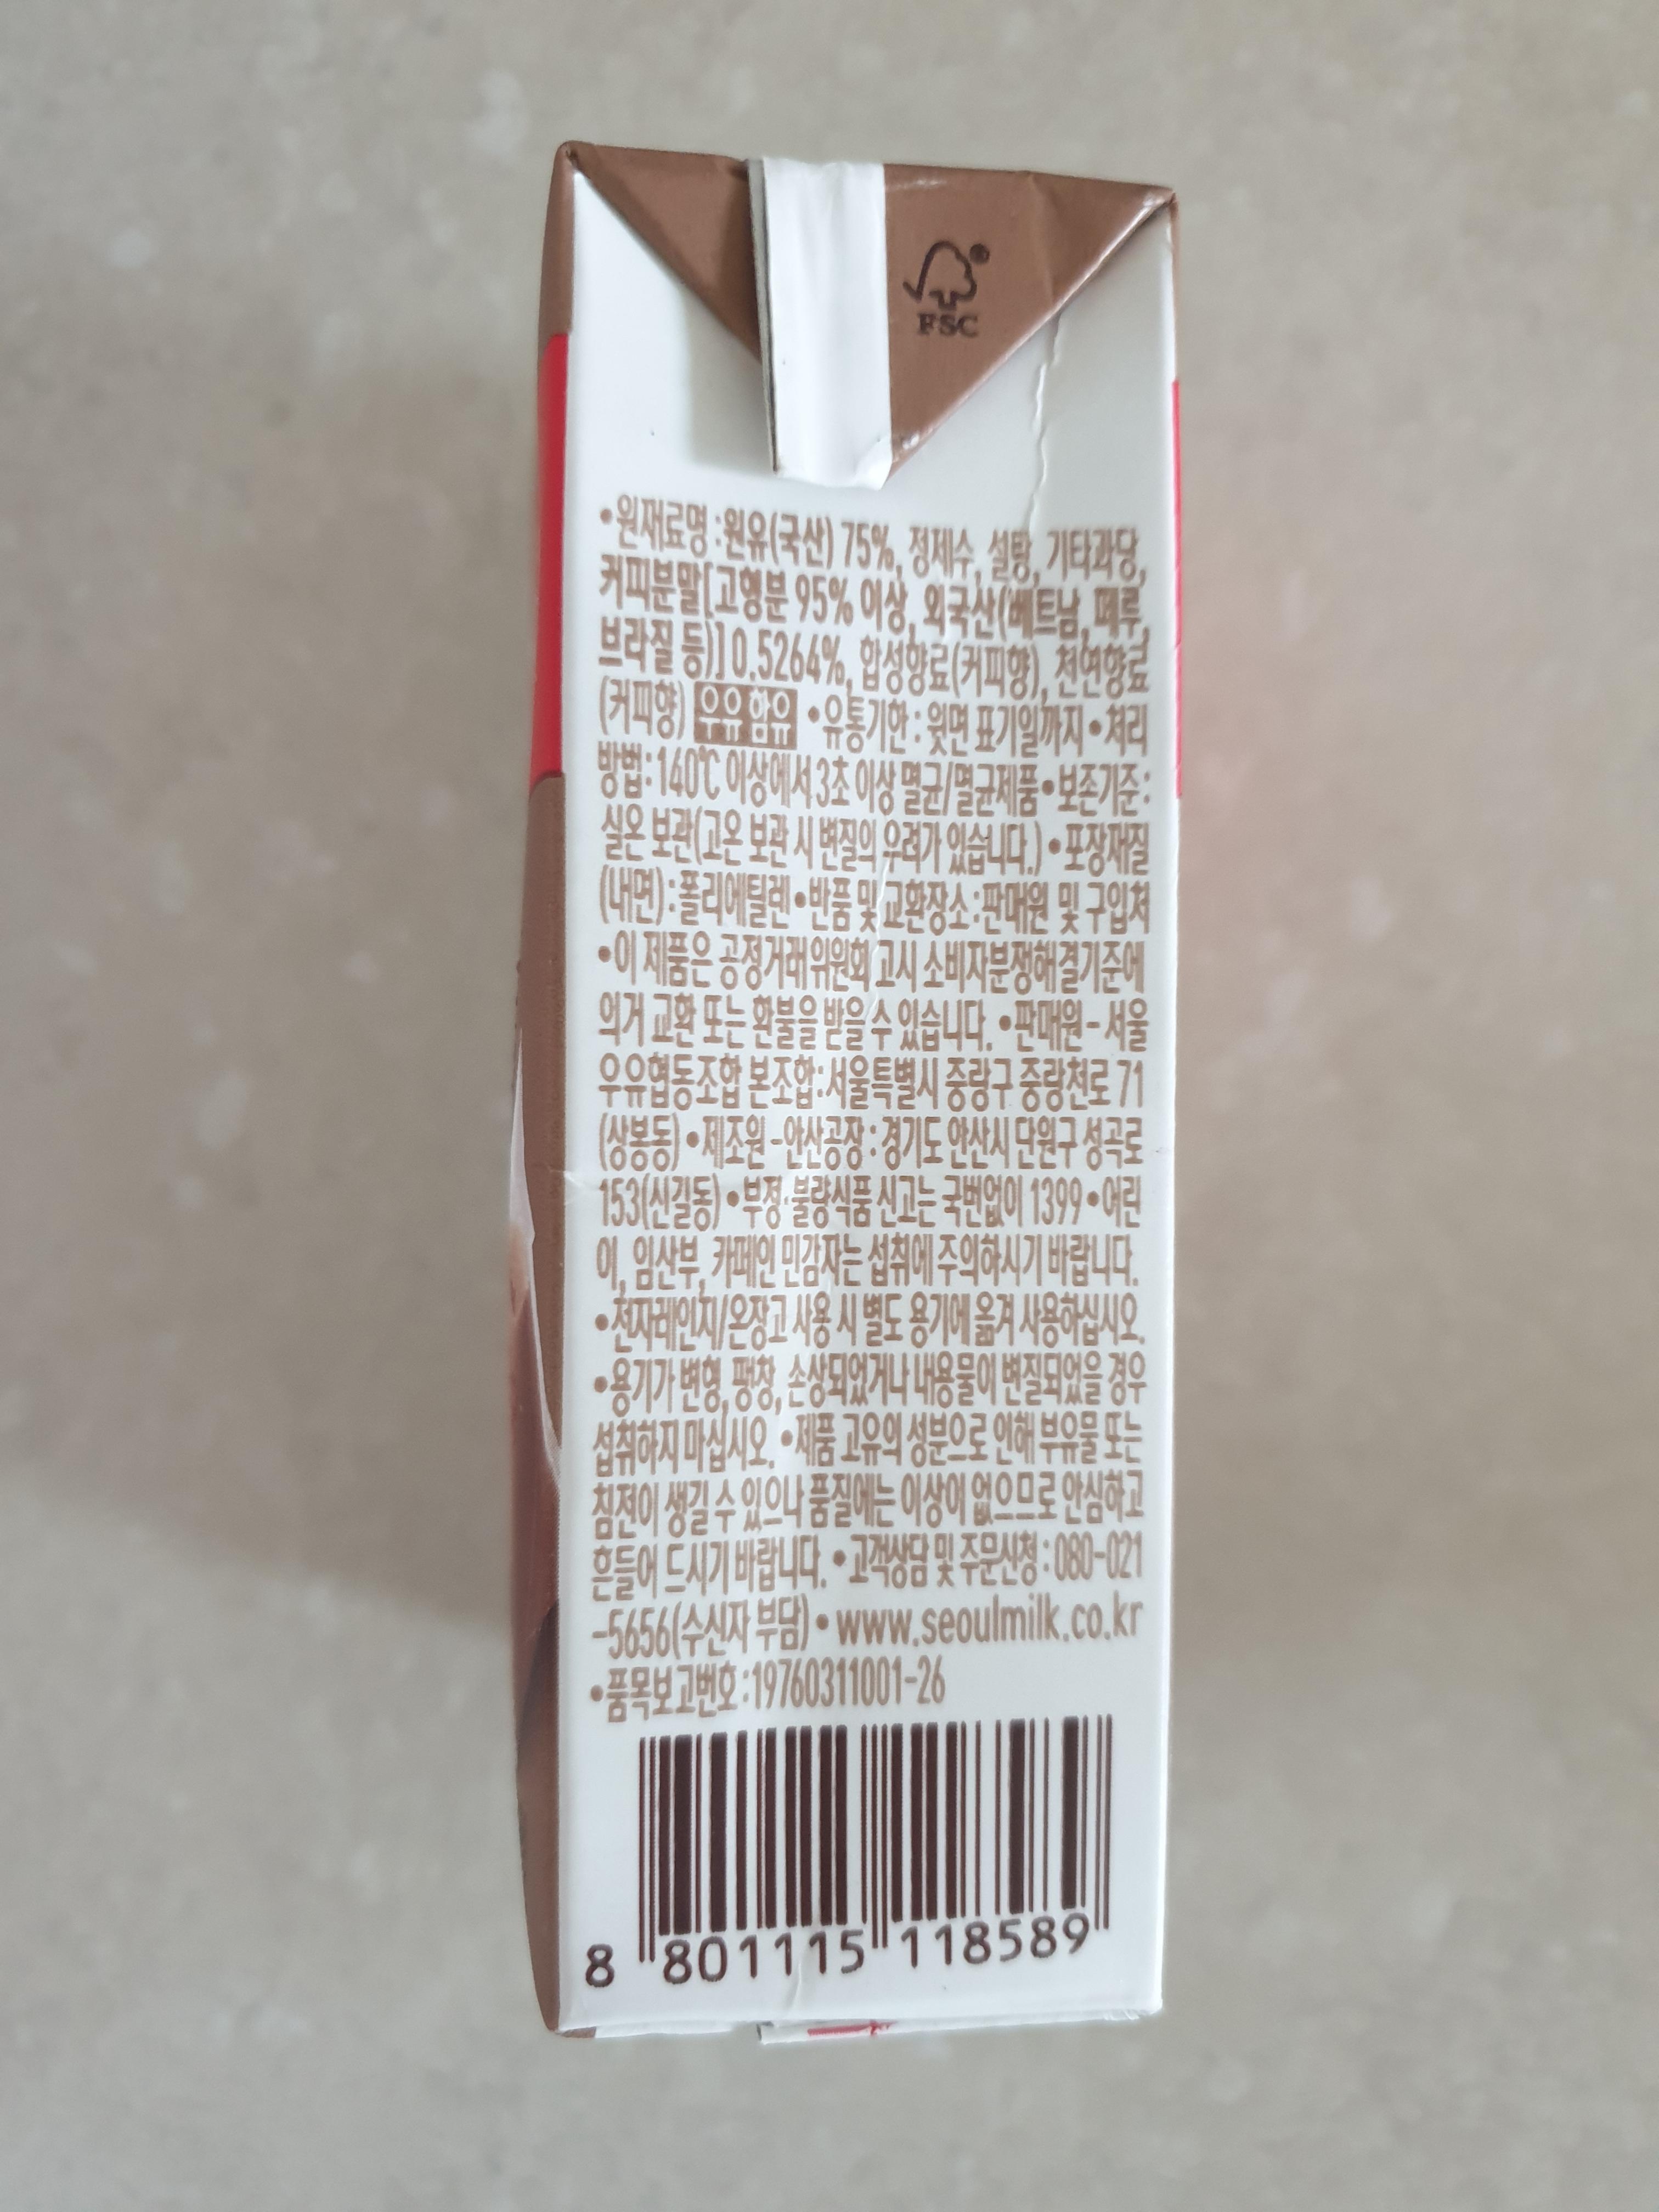 FSC
•원재료명:원유(국산) 75%, 정제수, 설탕, 기타과당,
커피분말[고형분 95% 이상, 외국산(베트남, 페루,
브라질 등)] 0.5264%, 합성향료(커피향), 천연향료
(커피향) 우유 함유 •유통기한: 윗면 표기일까지•처리
방법: 140℃ 이상에서 3초 이상 멸균/멸균제품•보존기준:
실온 보관(고온 보관 시 변질의 우려가 있습니다.)•포장재질
(내면):폴리에틸렌•반품 및 교환장소:판매원 및 구입처
•이 제품은 공정거래위원회 고시 소비자분쟁해결기준에
의거 교환 또는 환불을 받을 수 있습니다. •판매원-서울
우유협동조합 본조합:서울특별시 중랑구 중랑천로 71
(상봉동)•제조원-안산공장:경기도 안산시 단원구 성곡로
153(신길동)•부정·불량식품 신고는 국번없이 1399•어린
이, 임산부, 카페인 민감자는 섭취에 주의하시기 바랍니다.
•전자레인지/온장고 사용 시 별도 용기에 옮겨 사용하십시오.
•용기가 변형, 팽창, 손상되었거나 내용물이 변질되었을 경우
섭취하지 마십시오. •제품 고유의 성분으로 인해 부유물 또는
침전이 생길 수 있으나 품질에는 이상이 없으므로 안심하고
흔들어 드시기 바랍니다. •고객상담 및 주문신청:080-021
-5656(수신자 부담)•www.seoulmilk.co.kr
•품목보고번호:19760311001-26
8 801115 118589